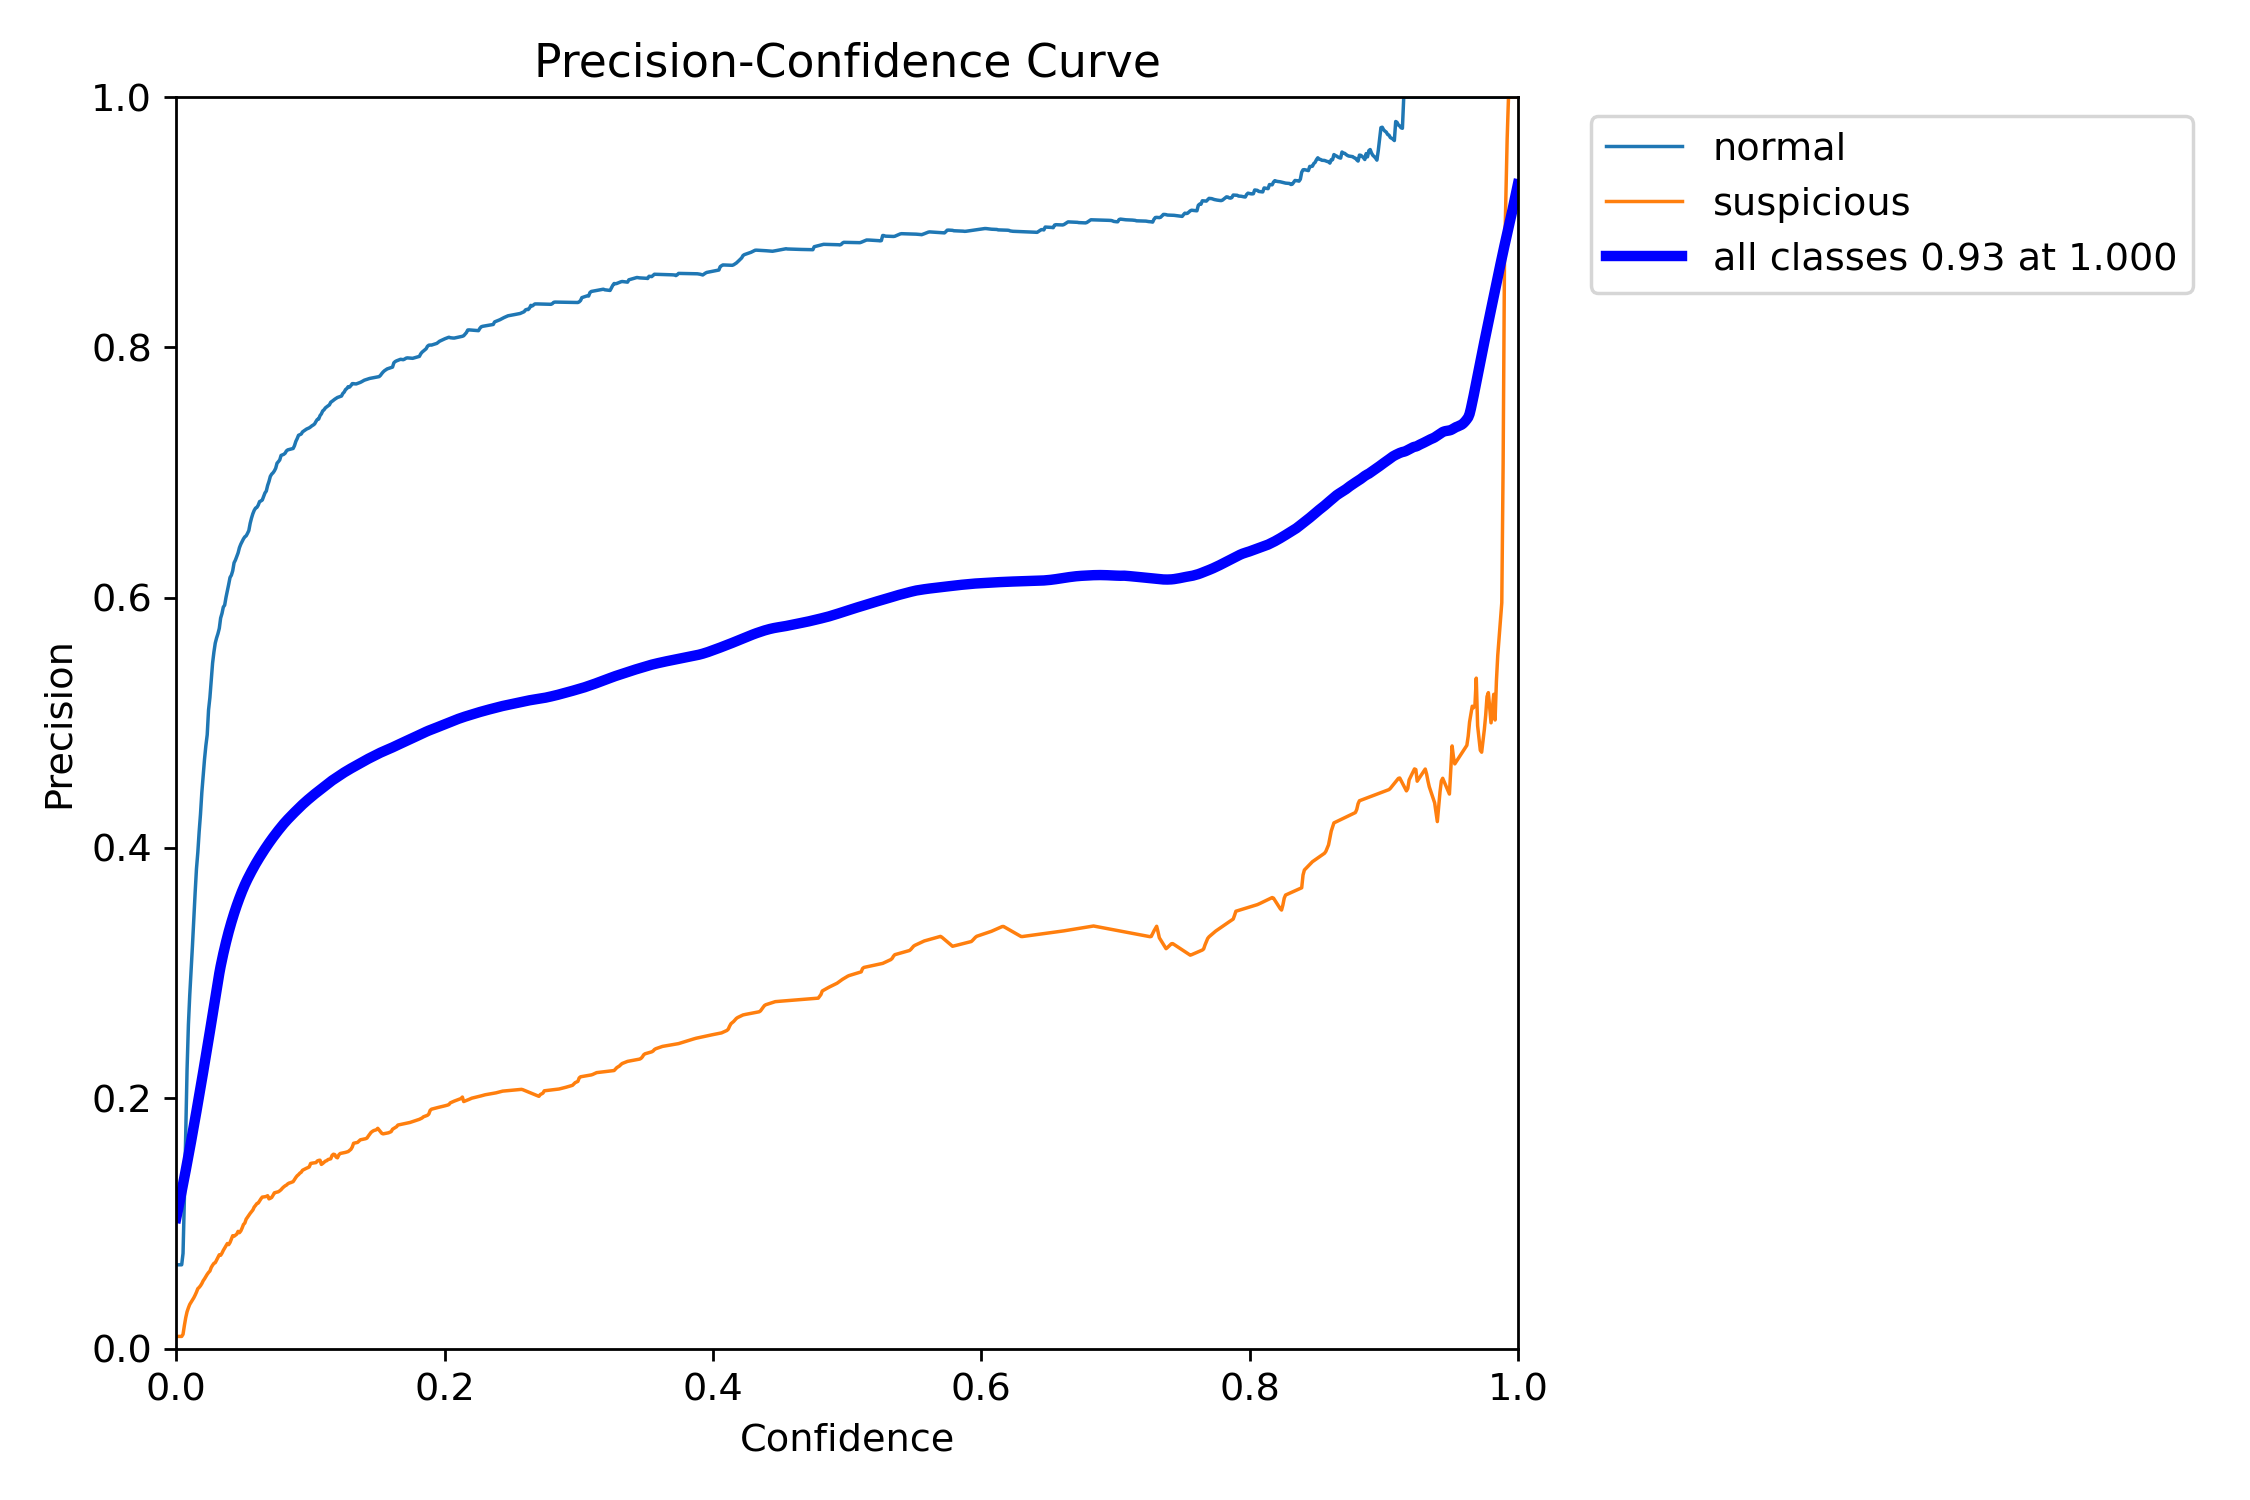 Precision-Confidence Curve
1.0
0.8
0.6
0.4
0.2
0.0
Precision
0.0 0.2 0.4 0.6 0.8 1.0
Confidence
normal
suspicious
all classes 0.93 at 1.000